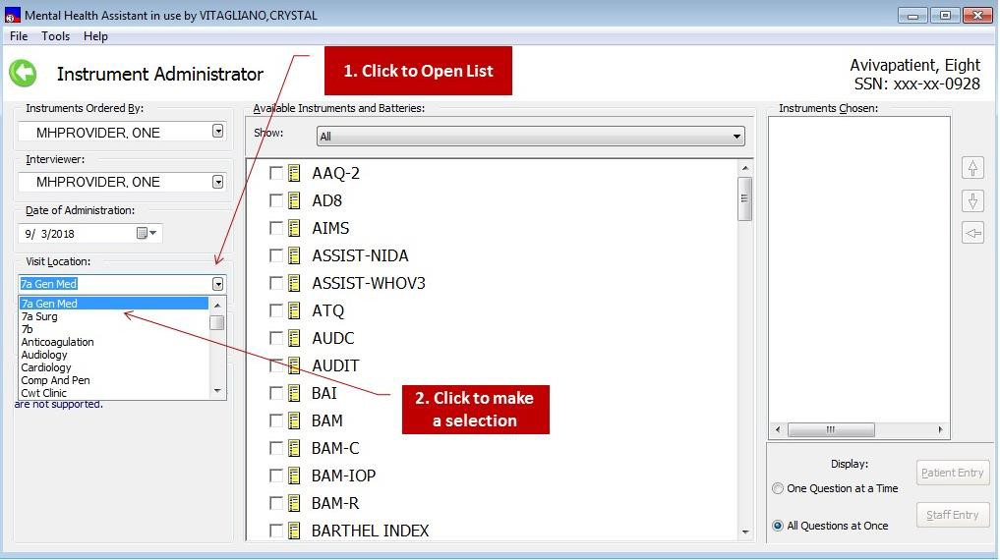 Mental Health Assistant in use by VITAGLIANO,CRYSTAL
File Tools Help
Instrument Administrator
1. Click to Open List
Avivapatient, Eight
SSN: xxx-xx-0928
Instruments Ordered By:
MHPROVIDER, ONE
Interviewer:
MHPROVIDER, ONE
Date of Administration:
9/ 3/2018
Visit Location:
7a Gen Med
7a Gen Med
7a Surg
7b
Anticoagulation
Audiology
Cardiology
Comp And Pen
Cwt Clinic
are not supported.
Available Instruments and Batteries:
Show: All
AAQ-2
AD8
AIMS
ASSIST-NIDA
ASSIST-WHOV3
ATQ
AUDC
AUDIT
BAI
BAM
BAM-C
BAM-IOP
BAM-R
BARTHEL INDEX
2. Click to make
a selection
Instruments Chosen:
Display:
One Question at a Time
All Questions at Once
Patient Entry
Staff Entry